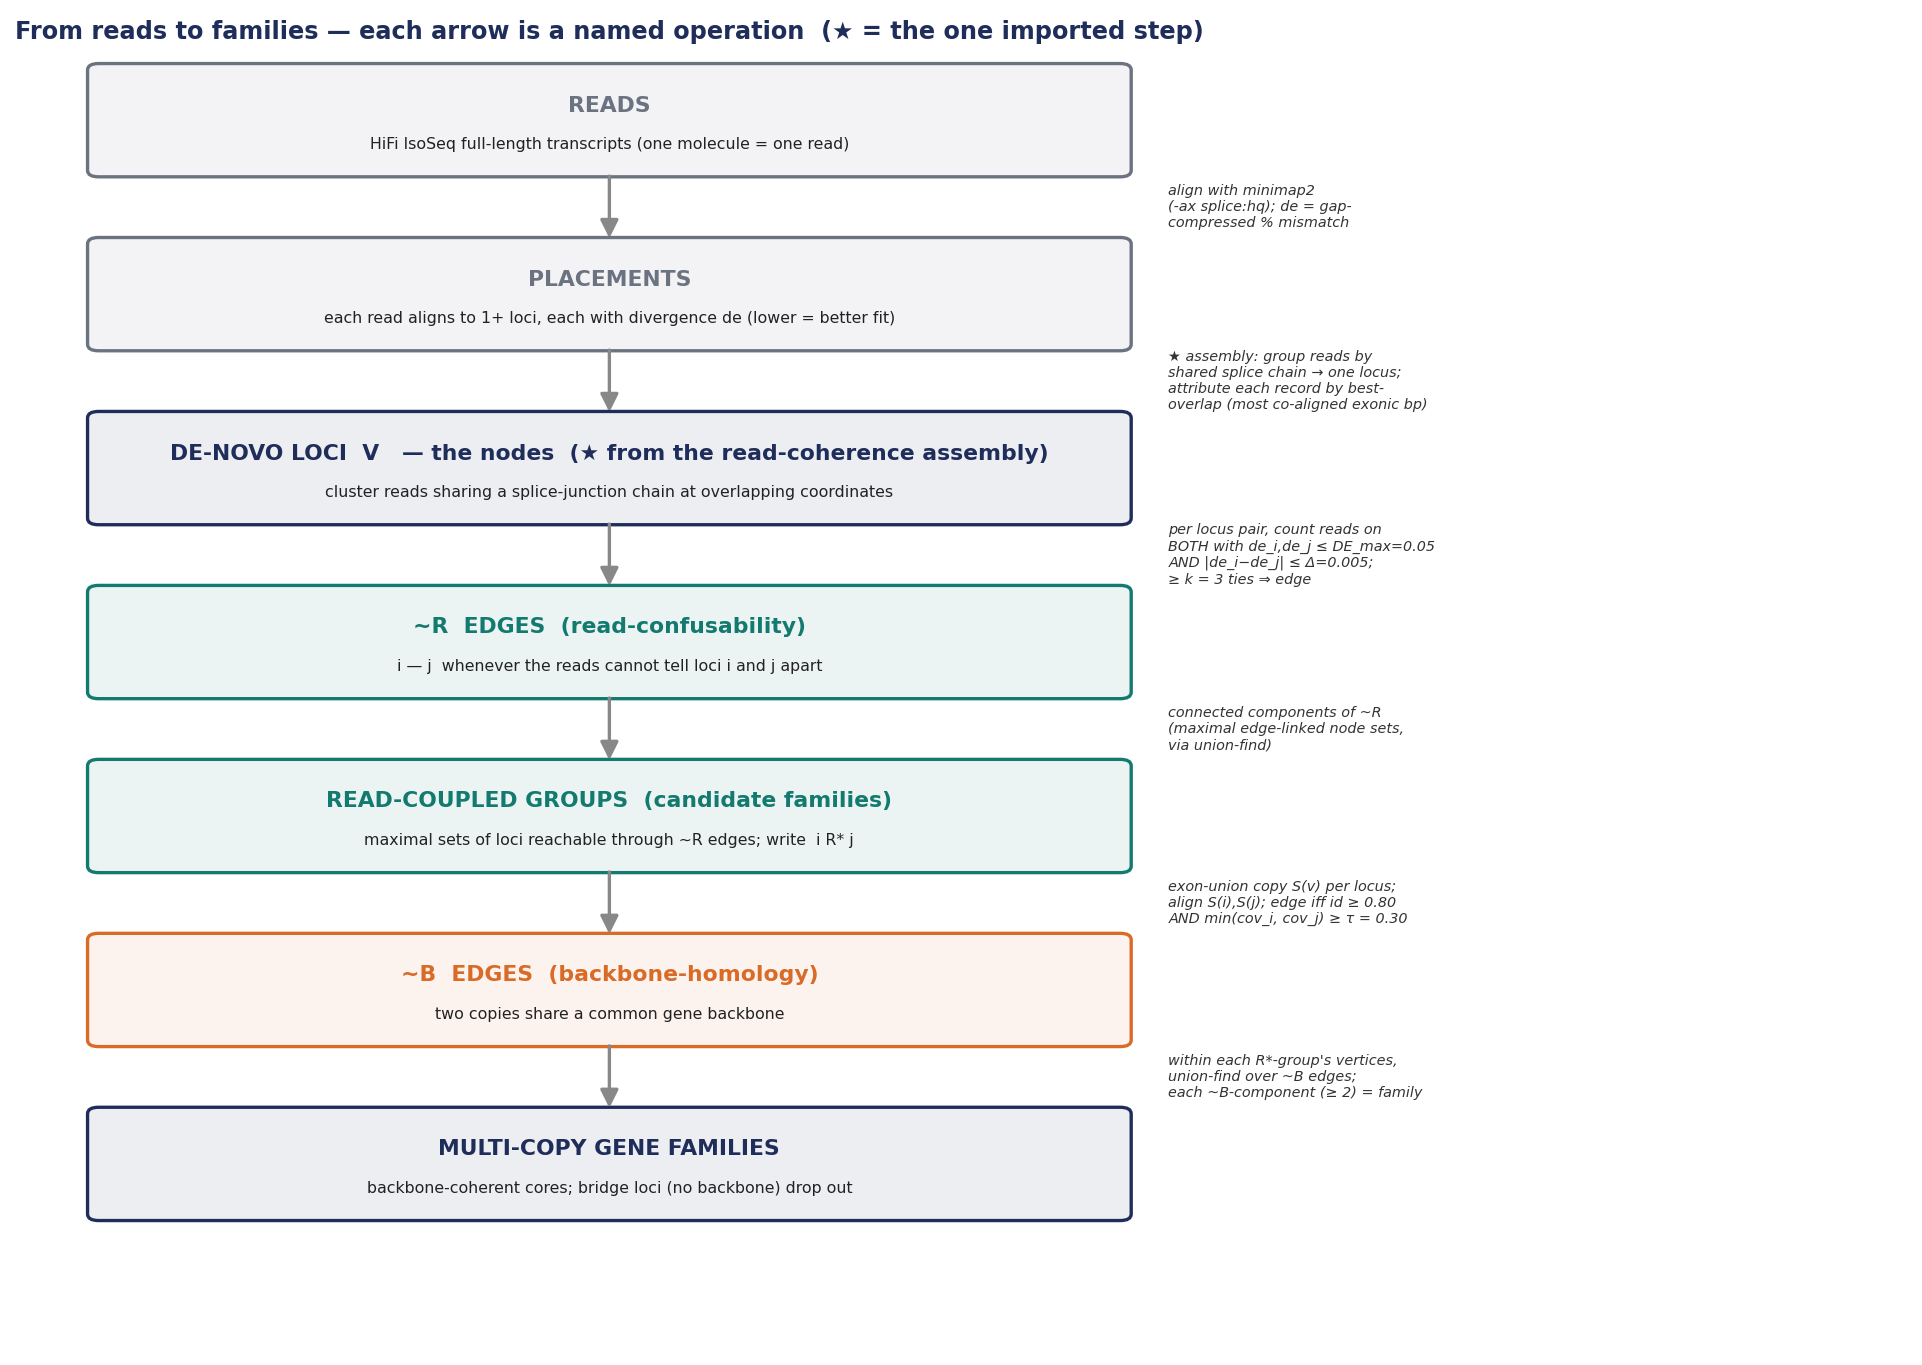 From reads to families — each arrow is a named operation  (★ = the one imported step)
READS
HiFi IsoSeq full-length transcripts (one molecule = one read)
align with minimap2
(-ax splice:hq); de = gap-
compressed % mismatch
PLACEMENTS
each read aligns to 1+ loci, each with divergence de (lower = better fit)
★ assembly: group reads by
shared splice chain → one locus;
attribute each record by best-
overlap (most co-aligned exonic bp)
DE-NOVO LOCI  V   — the nodes  (★ from the read-coherence assembly)
cluster reads sharing a splice-junction chain at overlapping coordinates
per locus pair, count reads on
BOTH with de_i,de_j ≤ DE_max=0.05
AND |de_i−de_j| ≤ Δ=0.005;
≥ k = 3 ties ⇒ edge
~R  EDGES  (read-confusability)
i — j  whenever the reads cannot tell loci i and j apart
connected components of ~R
(maximal edge-linked node sets,
via union-find)
READ-COUPLED GROUPS  (candidate families)
maximal sets of loci reachable through ~R edges; write  i R* j
exon-union copy S(v) per locus;
align S(i),S(j); edge iff id ≥ 0.80
AND min(cov_i, cov_j) ≥ τ = 0.30
~B  EDGES  (backbone-homology)
two copies share a common gene backbone
within each R*-group's vertices,
union-find over ~B edges;
each ~B-component (≥ 2) = family
MULTI-COPY GENE FAMILIES
backbone-coherent cores; bridge loci (no backbone) drop out